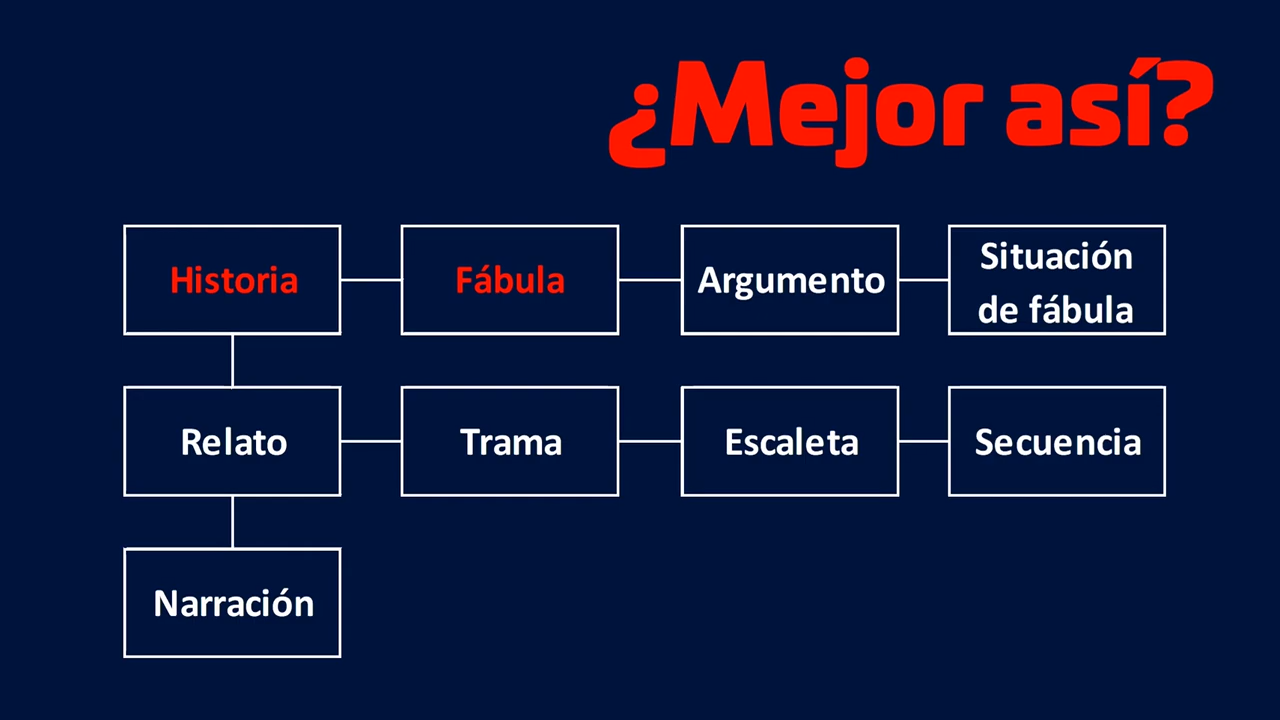 ¿Mejor así?
Historia
Fábula
Argumento
Situación
de fábula
Relato
Trama
Escaleta
Secuencia
Narración